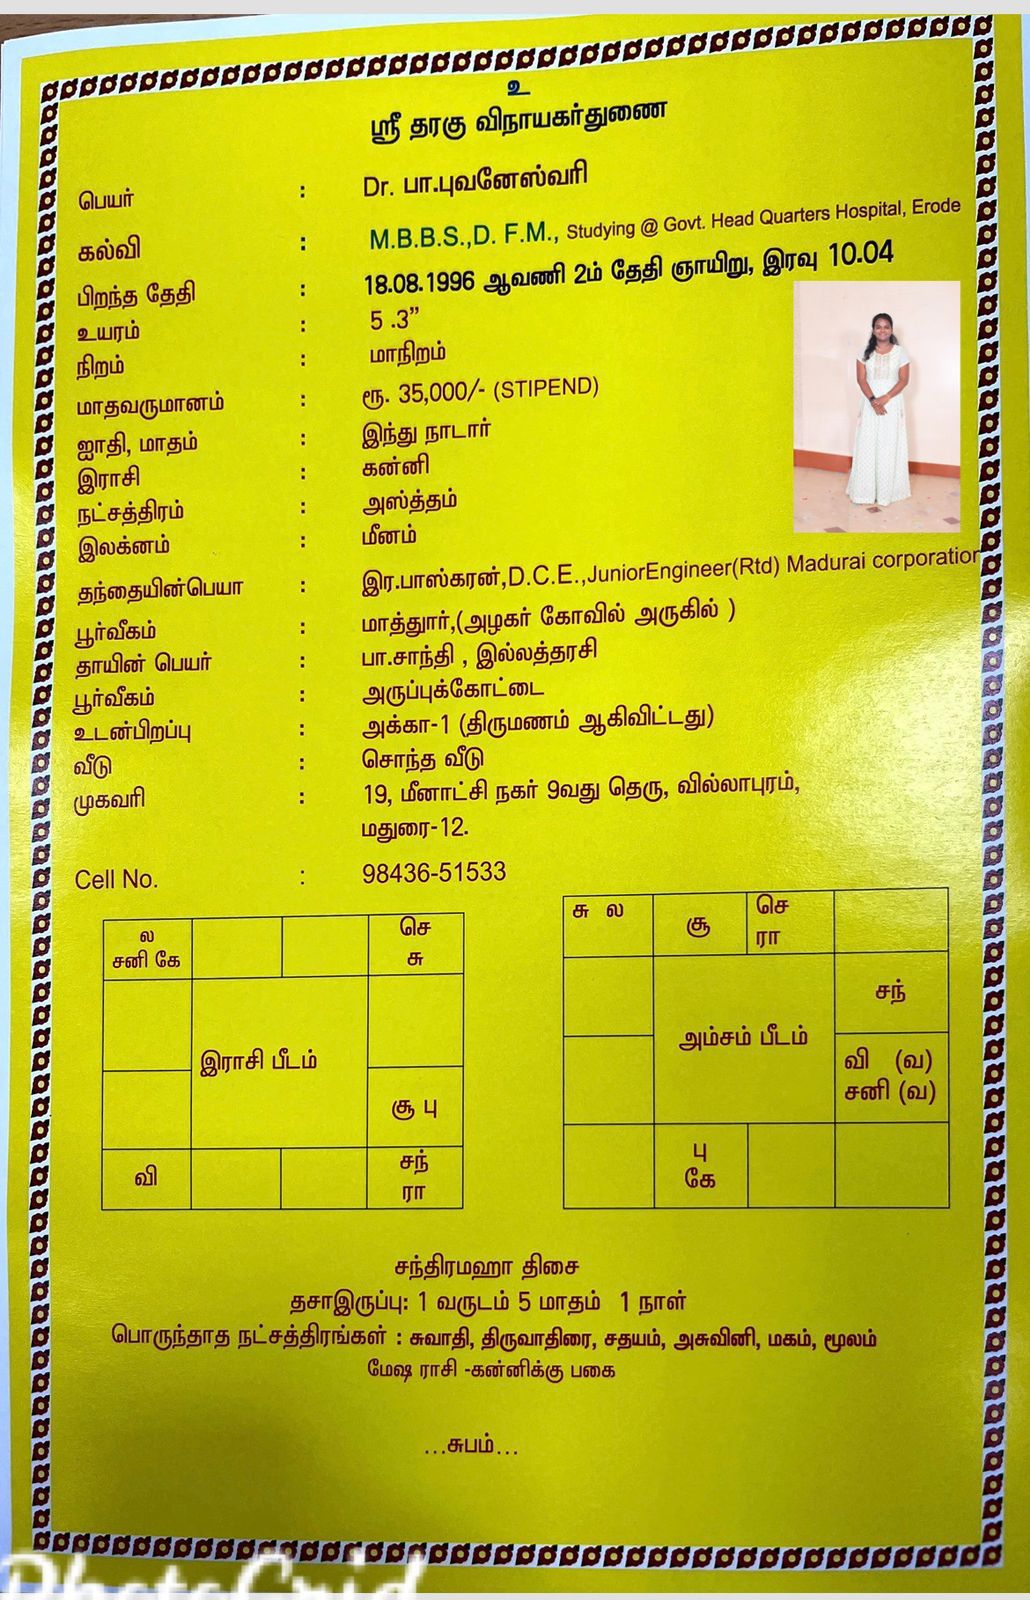 உ
ஸ்ரீ தரகு விநாயகர்துணை
பெயர் : Dr. பா.புவனேஸ்வரி
கல்வி : M.B.B.S.,D. F.M., Studying @ Govt. Head Quarters Hospital, Erode
பிறந்த தேதி : 18.08.1996 ஆவணி 2ம் தேதி ஞாயிறு, இரவு 10.04
உயரம் : 5 .3”
நிறம் : மாநிறம்
மாதவருமானம் : ரூ. 35,000/- (STIPEND)
ஐாதி, மாதம் : இந்து நாடார்
இராசி : கன்னி
நட்சத்திரம் : அஸ்த்தம்
இலக்னம் : மீனம்
தந்தையின்பெயா : இர.பாஸ்கரன்,D.C.E.,JuniorEngineer(Rtd) Madurai corporation
பூர்வீகம் : மாத்துார்,(அழகர் கோவில் அருகில் )
தாயின் பெயர் : பா.சாந்தி , இல்லத்தரசி
பூர்வீகம் : அருப்புக்கோட்டை
உடன்பிறப்பு : அக்கா-1 (திருமணம் ஆகிவிட்டது)
வீடு : சொந்த வீடு
முகவரி : 19, மீனாட்சி நகர் 9வது தெரு, வில்லாபுரம்,
மதுரை-12.
Cell No. : 98436-51533
ல
சனி கே
செ
சு
இராசி பீடம்
சூ பு
வி
சந்
ரா
சு ல
சூ
செ
ரா
சந்
அம்சம் பீடம்
வி (வ)
சனி (வ)
பு
கே
சந்திரமஹா திசை
தசாஇருப்பு: 1 வருடம் 5 மாதம் 1 நாள்
பொருந்தாத நட்சத்திரங்கள் : சுவாதி, திருவாதிரை, சதயம், அசுவினி, மகம், மூலம்
மேஷ ராசி -கன்னிக்கு பகை
...சுபம்...
PhotoGrid